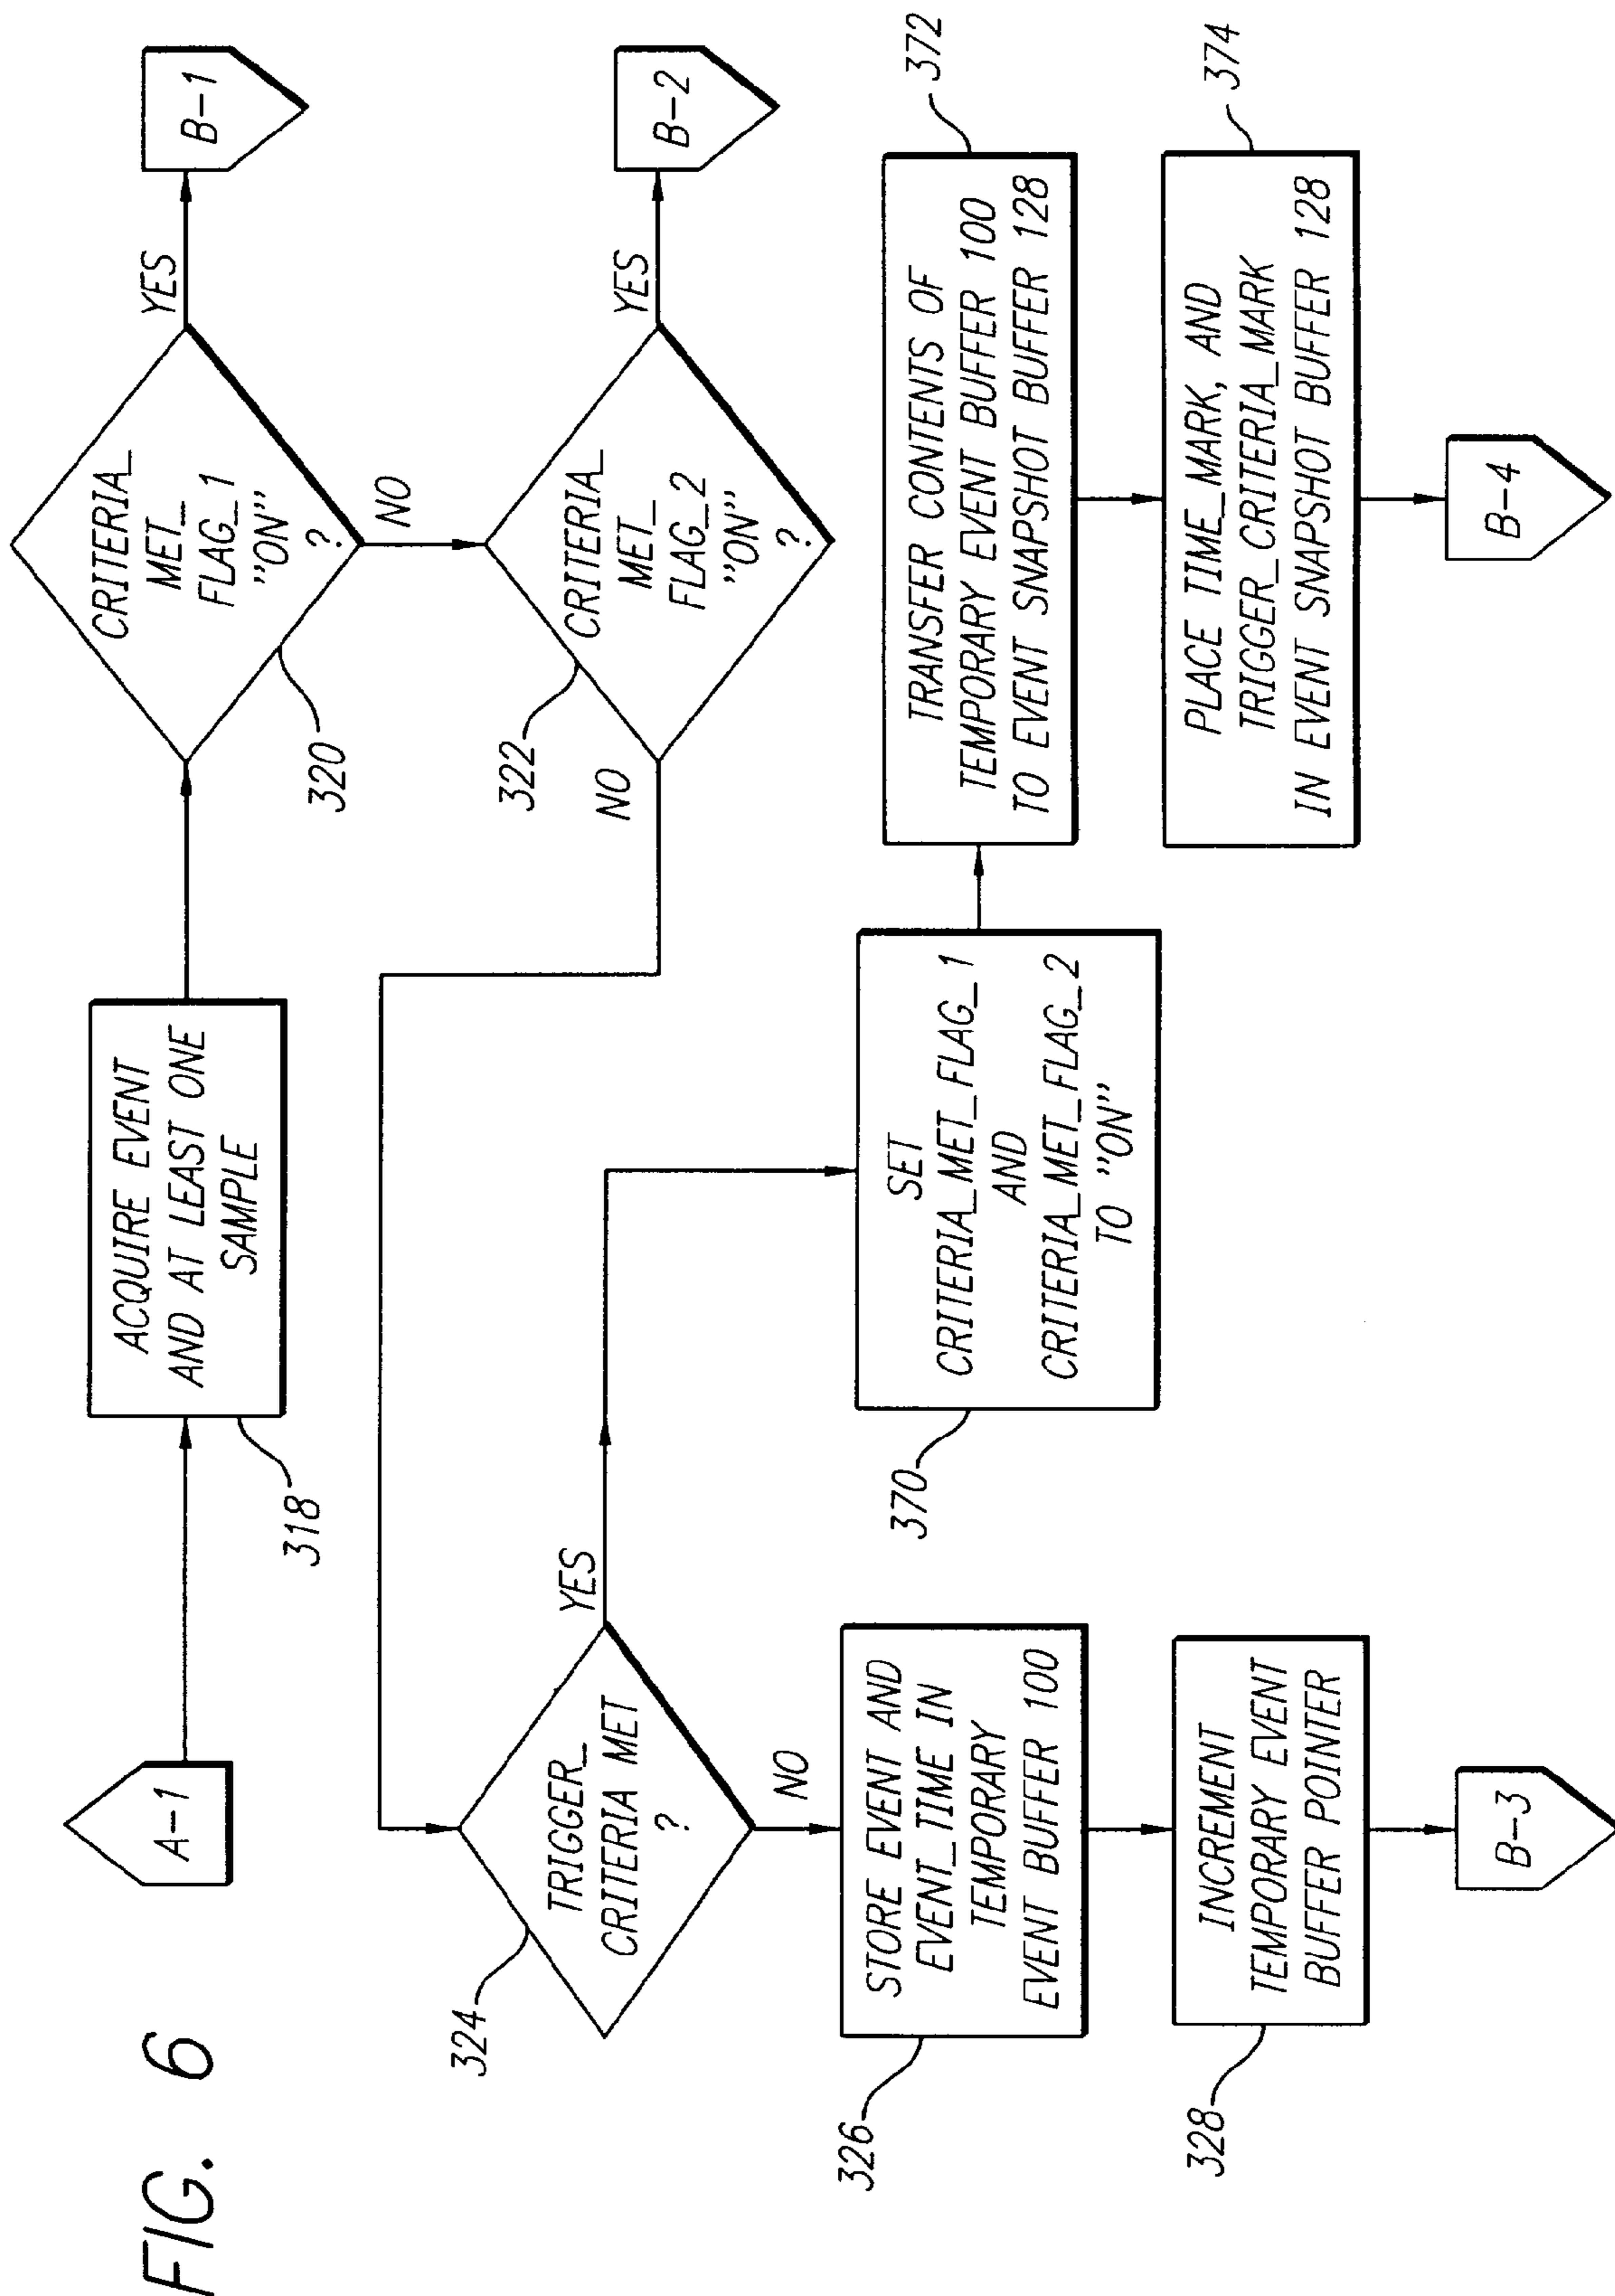 FIG. 6
A-1
ACQUIRE EVENT
AND AT LEAST ONE
SAMPLE
318
CRITERIA_
MET_
FLAG_1
"ON"
?
320
YES
B-1
NO
CRITERIA_
MET_
FLAG_2
"ON"
?
322
YES
B-2
NO
TRIGGER_
CRITERIA MET
?
324
YES
NO
STORE EVENT AND
EVENT_TIME IN
TEMPORARY
EVENT BUFFER 100
326
INCREMENT
TEMPORARY EVENT
BUFFER POINTER
328
B-3
SET
CRITERIA_MET_FLAG_1
AND
CRITERIA_MET_FLAG_2
TO "ON"
370
TRANSFER CONTENTS OF
TEMPORARY EVENT BUFFER 100
TO EVENT SNAPSHOT BUFFER 128
372
PLACE TIME_MARK, AND
TRIGGER_CRITERIA_MARK
IN EVENT SNAPSHOT BUFFER 128
374
B-4